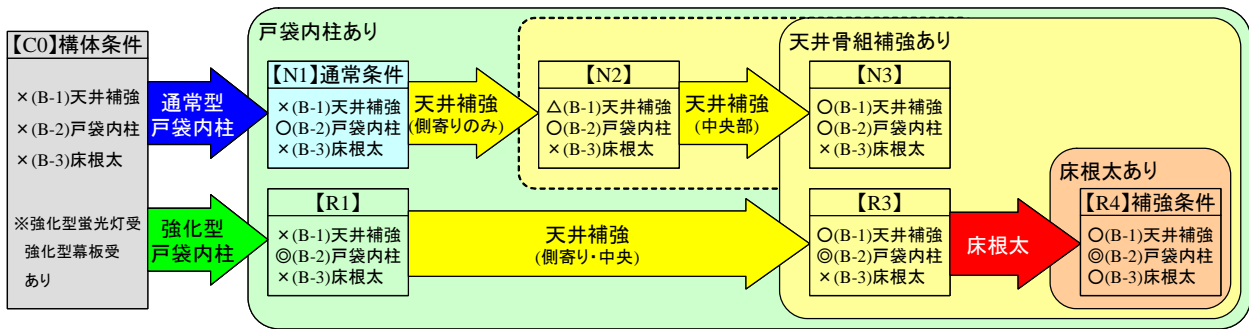 【C0】構体条件
×(B-1)天井補強
×(B-2)戸袋内柱
×(B-3)床根太
※強化型蛍光灯受
強化型幕板受
あり
通常型
戸袋内柱
強化型
戸袋内柱
戸袋内柱あり
【N1】通常条件
×(B-1)天井補強
○(B-2)戸袋内柱
×(B-3)床根太
天井補強
(側寄りのみ)
【N2】
△(B-1)天井補強
○(B-2)戸袋内柱
×(B-3)床根太
天井補強
(中央部)
天井骨組補強あり
【N3】
○(B-1)天井補強
○(B-2)戸袋内柱
×(B-3)床根太
【R1】
×(B-1)天井補強
◎(B-2)戸袋内柱
×(B-3)床根太
天井補強
(側寄り・中央)
【R3】
○(B-1)天井補強
◎(B-2)戸袋内柱
×(B-3)床根太
床根太
床根太あり
【R4】補強条件
○(B-1)天井補強
◎(B-2)戸袋内柱
○(B-3)床根太